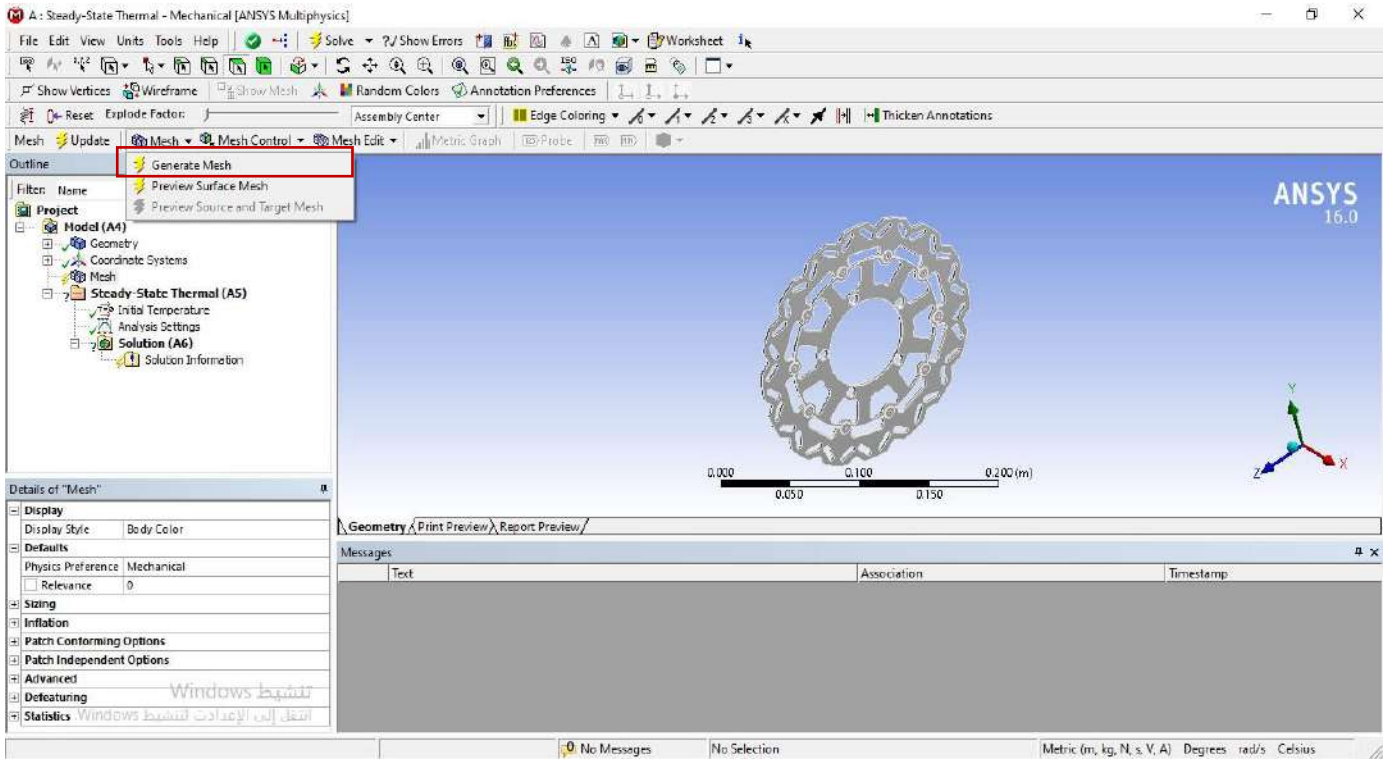 A : Steady-State Thermal - Mechanical [ANSYS Multiphysics]
File Edit View Units Tools Help Solve ?/ Show Errors Worksheet
Show Vertices Wireframe Show Mesh Random Colors Annotation Preferences
Reset Explode Factor: Assembly Center Edge Coloring Thicken Annotations
Mesh Update Mesh Mesh Control Mesh Edit Metric Graph Probe
Outline
Generate Mesh
Filter: Name
Preview Surface Mesh
Project
Preview Source and Target Mesh
Model (A4)
Geometry
Coordinate Systems
Mesh
Steady-State Thermal (A5)
Initial Temperature
Analysis Settings
Solution (A6)
Solution Information
ANSYS
16.0
Y
X
Z
0.000 0.100 0.200 (m)
0.050 0.150
Geometry Print Preview Report Preview
Details of "Mesh"
Display
Display Style Body Color
Defaults
Physics Preference Mechanical
Relevance 0
Sizing
Inflation
Patch Conforming Options
Patch Independent Options
Advanced
Defeaturing
Statistics
تنشيط Windows
انتقل إلى الإعدادت لتنشيط Windows
Messages
Text Association Timestamp
0 No Messages No Selection Metric (m, kg, N, s, V, A) Degrees rad/s Celsius